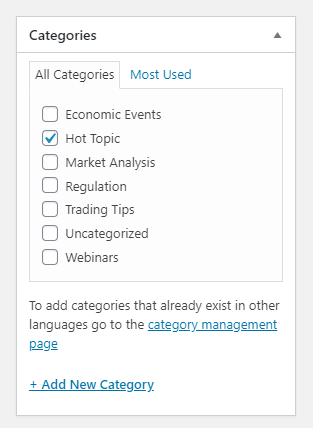 Categories
All Categories Most Used
Economic Events
Hot Topic
Market Analysis
Regulation
Trading Tips
Uncategorized
Webinars
To add categories that already exist in other
languages go to the category management
page
+ Add New Category